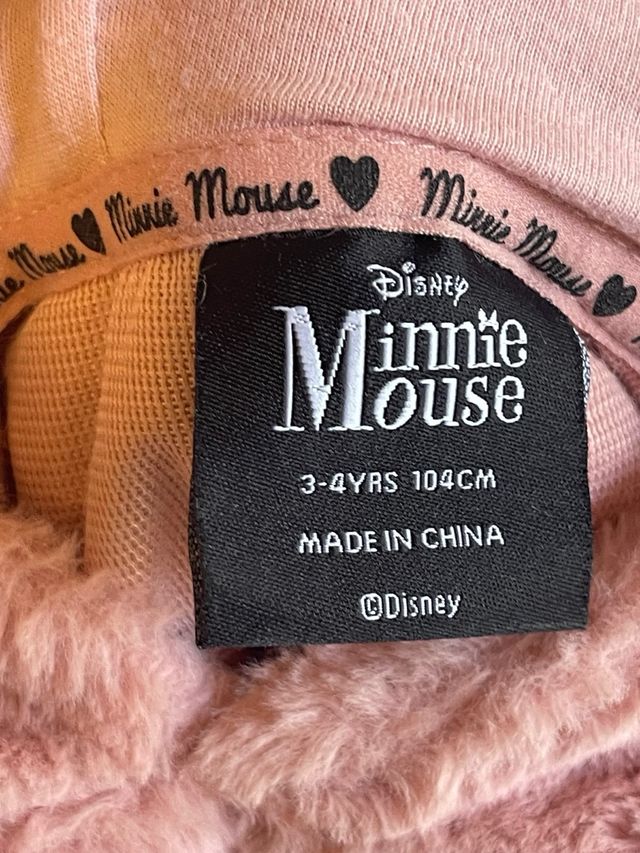 Minnie Mouse Minnie Mouse
Disney
Minnie
Mouse
3-4YRS 104CM
MADE IN CHINA
©Disney